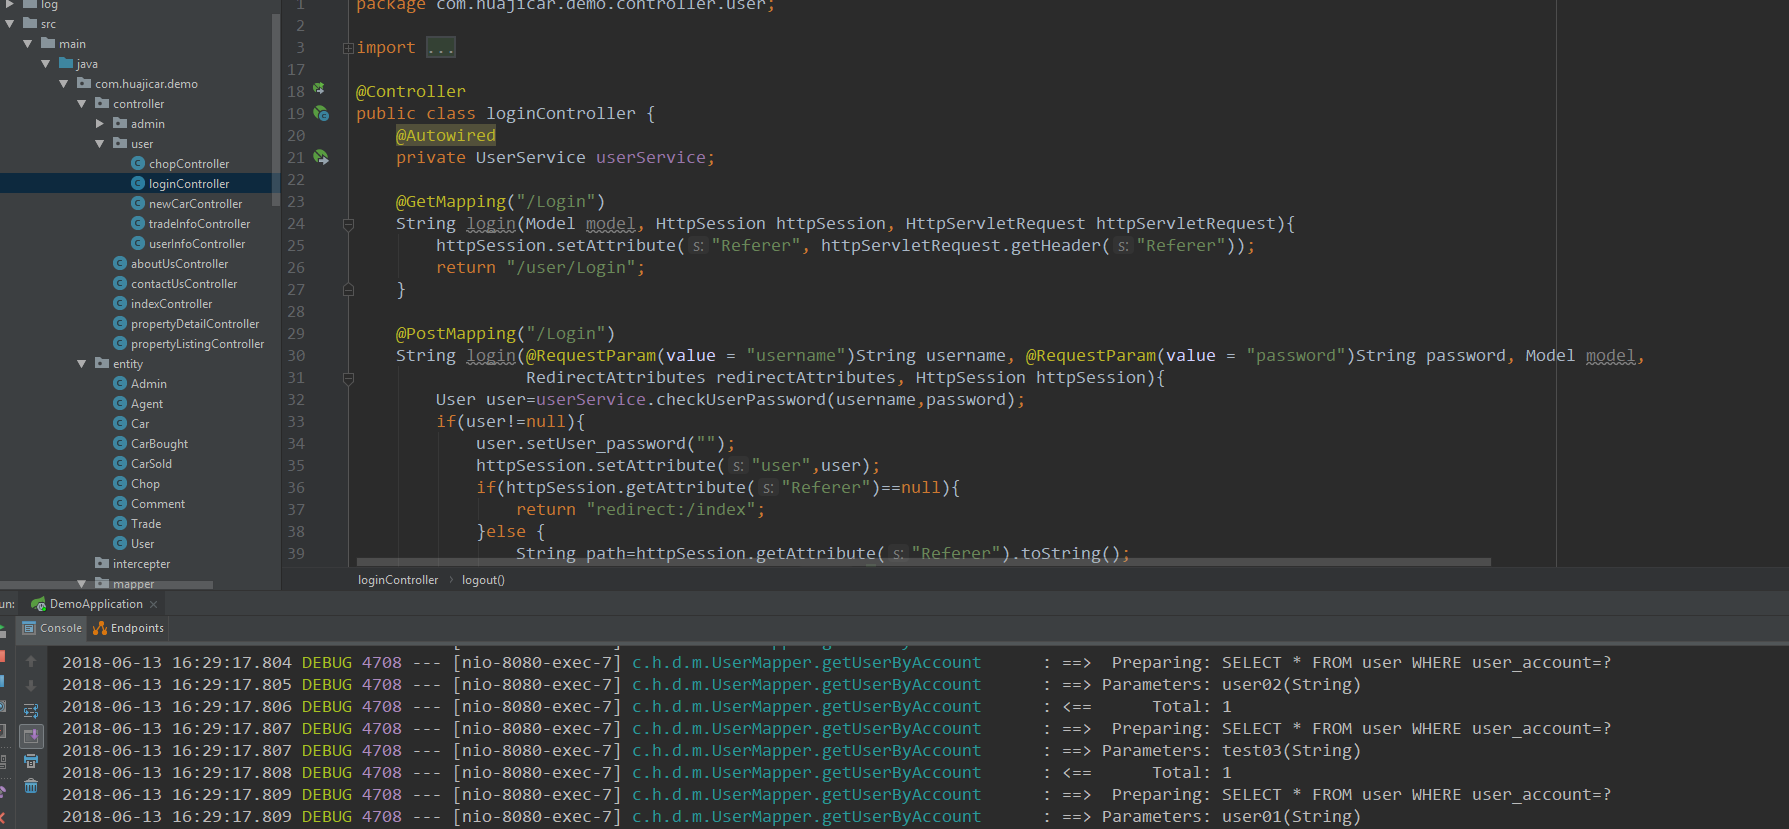 log
src
main
java
com.huajicar.demo
controller
admin
user
chopController
loginController
newCarController
tradeInfoController
userInfoController
aboutUsController
contactUsController
indexController
propertyDetailController
propertyListingController
entity
Admin
Agent
Car
CarBought
CarSold
Chop
Comment
Trade
User
intercepter
mapper
1 package com.huajicar.demo.controller.user;
2
3 import ...
17
18 @Controller
19 public class loginController {
20 @Autowired
21 private UserService userService;
22
23 @GetMapping("/Login")
24 String login(Model model, HttpSession httpSession, HttpServletRequest httpServletRequest){
25 httpSession.setAttribute( s: "Referer", httpServletRequest.getHeader( s: "Referer"));
26 return "/user/Login";
27 }
28
29 @PostMapping("/Login")
30 String login(@RequestParam(value = "username")String username, @RequestParam(value = "password")String password, Model model,
31 RedirectAttributes redirectAttributes, HttpSession httpSession){
32 User user=userService.checkUserPassword(username,password);
33 if(user!=null){
34 user.setUser_password("");
35 httpSession.setAttribute( s: "user",user);
36 if(httpSession.getAttribute( s: "Referer")==null){
37 return "redirect:/index";
38 }else {
39 String path=httpSession.getAttribute( s: "Referer").toString();
loginController › logout()
un: DemoApplication ×
Console Endpoints
2018-06-13 16:29:17.804 DEBUG 4708 --- [nio-8080-exec-7] c.h.d.m.UserMapper.getUserByAccount : ==> Preparing: SELECT * FROM user WHERE user_account=?
2018-06-13 16:29:17.805 DEBUG 4708 --- [nio-8080-exec-7] c.h.d.m.UserMapper.getUserByAccount : ==> Parameters: user02(String)
2018-06-13 16:29:17.806 DEBUG 4708 --- [nio-8080-exec-7] c.h.d.m.UserMapper.getUserByAccount : <== Total: 1
2018-06-13 16:29:17.807 DEBUG 4708 --- [nio-8080-exec-7] c.h.d.m.UserMapper.getUserByAccount : ==> Preparing: SELECT * FROM user WHERE user_account=?
2018-06-13 16:29:17.807 DEBUG 4708 --- [nio-8080-exec-7] c.h.d.m.UserMapper.getUserByAccount : ==> Parameters: test03(String)
2018-06-13 16:29:17.808 DEBUG 4708 --- [nio-8080-exec-7] c.h.d.m.UserMapper.getUserByAccount : <== Total: 1
2018-06-13 16:29:17.809 DEBUG 4708 --- [nio-8080-exec-7] c.h.d.m.UserMapper.getUserByAccount : ==> Preparing: SELECT * FROM user WHERE user_account=?
2018-06-13 16:29:17.809 DEBUG 4708 --- [nio-8080-exec-7] c.h.d.m.UserMapper.getUserByAccount : ==> Parameters: user01(String)